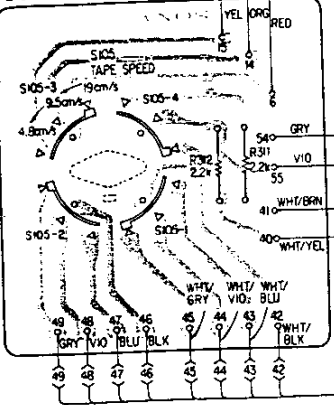 YEL ORG RED
S105
TAPE SPEED
14
S105-3 19cm/s
9.5cm/s S105-4
6
4.8cm/s
54 GRY
R312 2.2k R311 2.2k
VIO
55
WHT/BRN
41
S105-2 S105-1
40 WHT/YEL
WHT/GRY WHT/VIO WHT/BLU
49 48 47 46 45 44 43 42
GRY VIO BLU BLK WHT/BLK
49 48 47 46 45 44 43 42